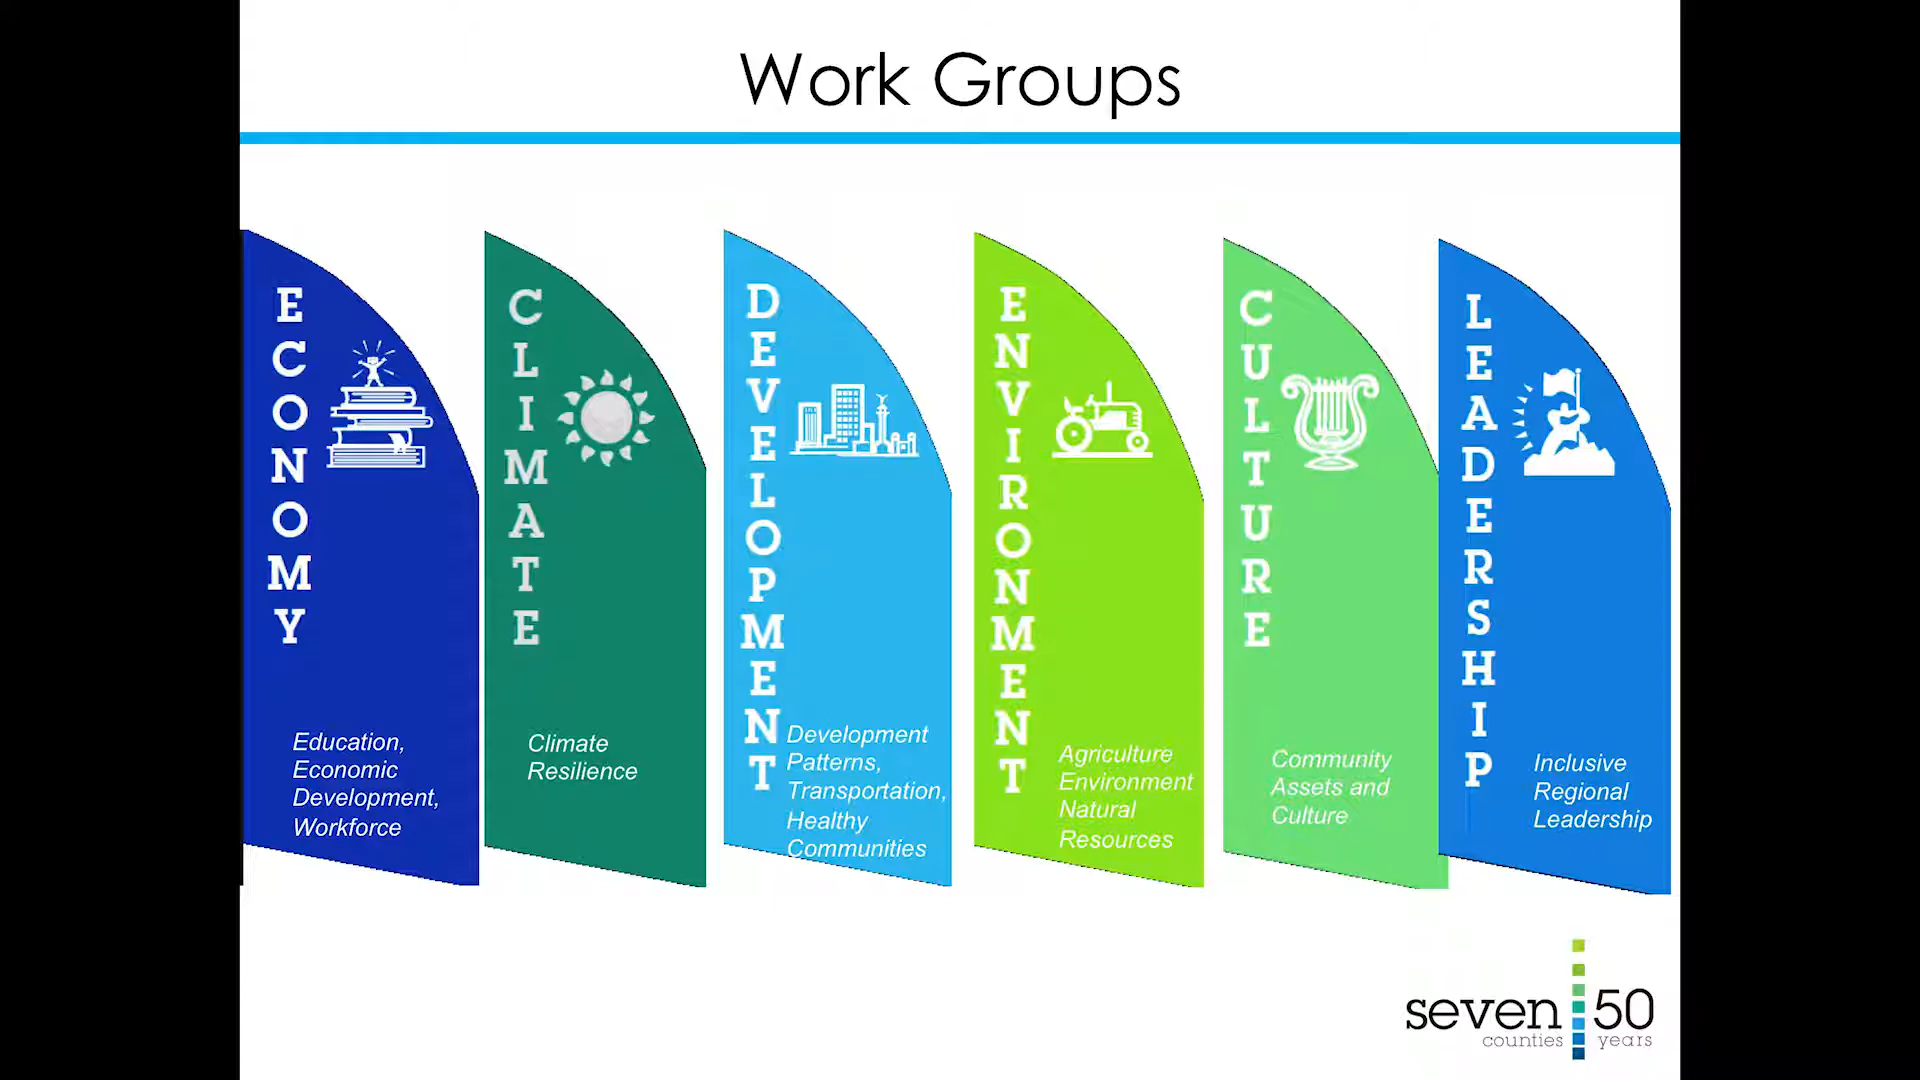 Work Groups
ECONOMY
Education,
Economic
Development,
Workforce
CLIMATE
Climate
Resilience
DEVELOPMENT
Development
Patterns,
Transportation,
Healthy
Communities
ENVIRONMENT
Agriculture
Environment
Natural
Resources
CULTURE
Community
Assets and
Culture
LEADERSHIP
Inclusive
Regional
Leadership
seven 50
counties years